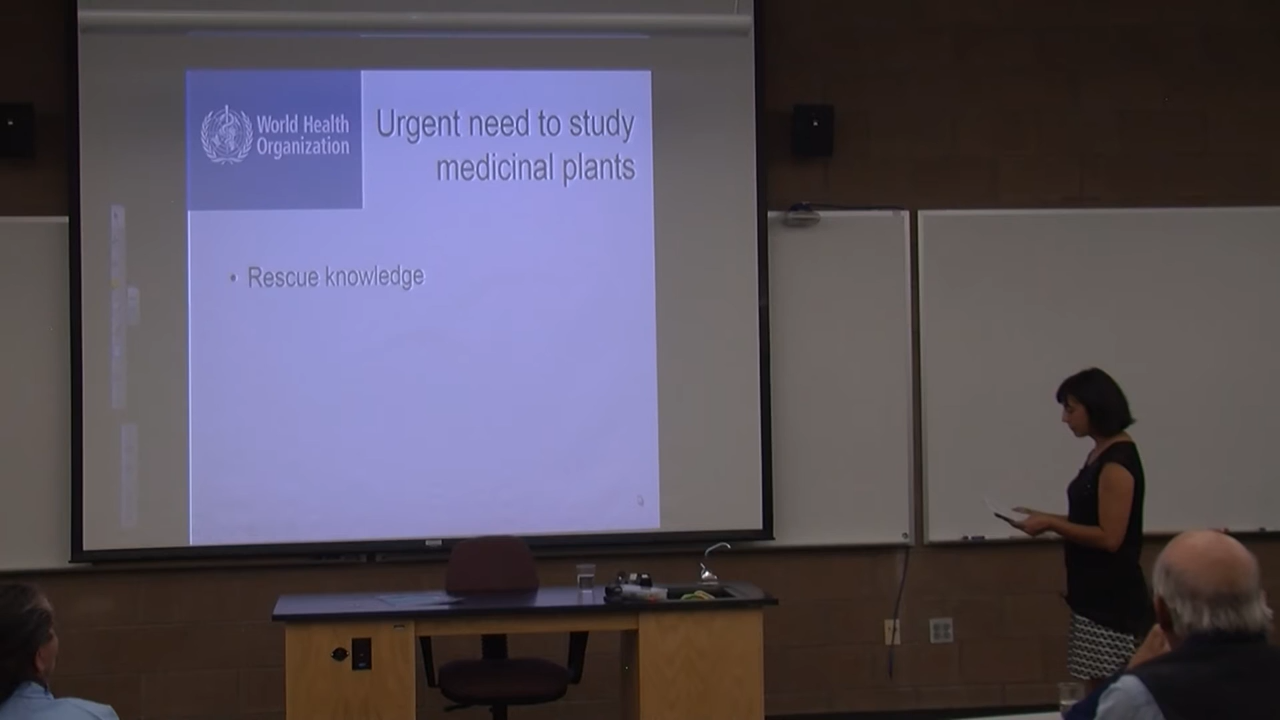 World Health
Organization
Urgent need to study
medicinal plants
• Rescue knowledge